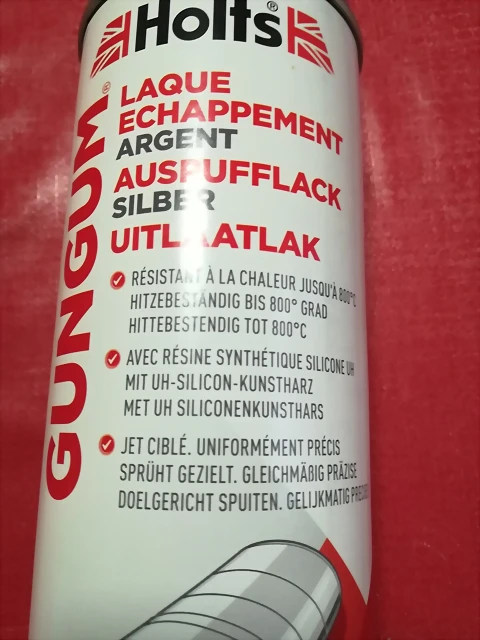 Holts®
GUNGUM®
LAQUE
ECHAPPEMENT
ARGENT
AUSPUFFLACK
SILBER
UITLAATLAK
RÉSISTANT À LA CHALEUR JUSQU'À 800°C
HITZEBESTÄNDIG BIS 800° GRAD
HITTEBESTENDIG TOT 800°C
AVEC RÉSINE SYNTHÉTIQUE SILICONE UH
MIT UH-SILICON-KUNSTHARZ
MET UH SILICONENKUNSTHARS
JET CIBLÉ. UNIFORMÉMENT PRÉCIS
SPRÜHT GEZIELT. GLEICHMÄßIG PRÄZISE
DOELGERICHT SPUITEN. GELIJKMATIG